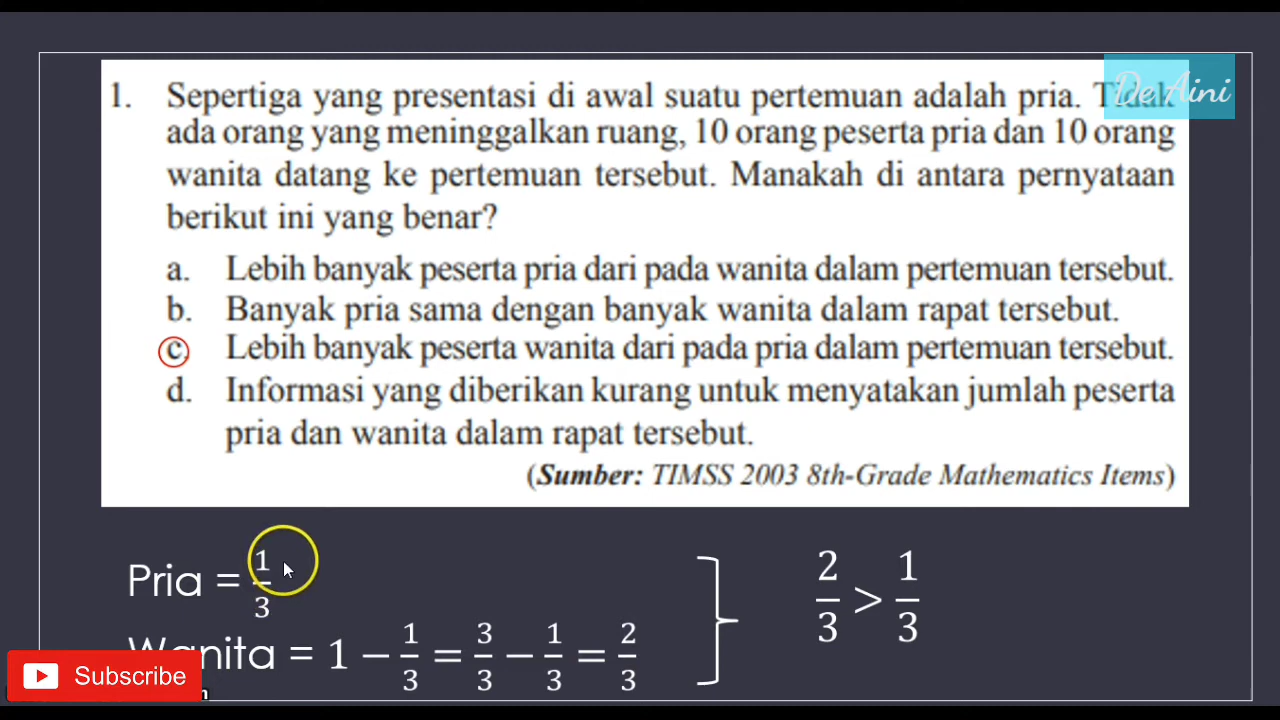 De Aini
1. Sepertiga yang presentasi di awal suatu pertemuan adalah pria. Tidak
ada orang yang meninggalkan ruang, 10 orang peserta pria dan 10 orang
wanita datang ke pertemuan tersebut. Manakah di antara pernyataan
berikut ini yang benar?
a. Lebih banyak peserta pria dari pada wanita dalam pertemuan tersebut.
b. Banyak pria sama dengan banyak wanita dalam rapat tersebut.
c. Lebih banyak peserta wanita dari pada pria dalam pertemuan tersebut.
d. Informasi yang diberikan kurang untuk menyatakan jumlah peserta
pria dan wanita dalam rapat tersebut.
(Sumber: TIMSS 2003 8th-Grade Mathematics Items)
Pria = 1/3
Wanita = 1 − 1/3 = 3/3 − 1/3 = 2/3
2/3 > 1/3
Subscribe